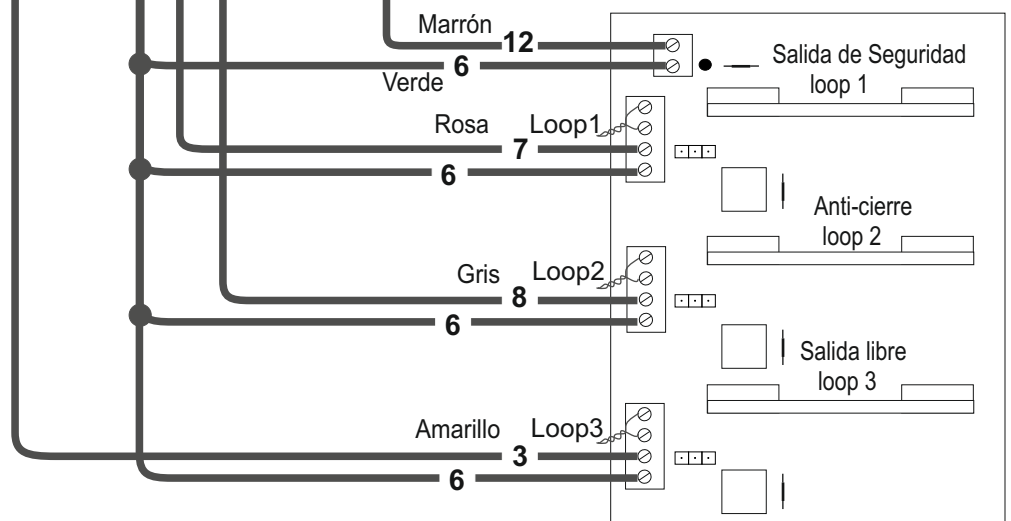 Marrón
12
6
Verde
Salida de Seguridad
loop 1
Rosa
Loop1
7
6
Anti-cierre
loop 2
Gris
Loop2
8
6
Salida libre
loop 3
Amarillo
Loop3
3
6